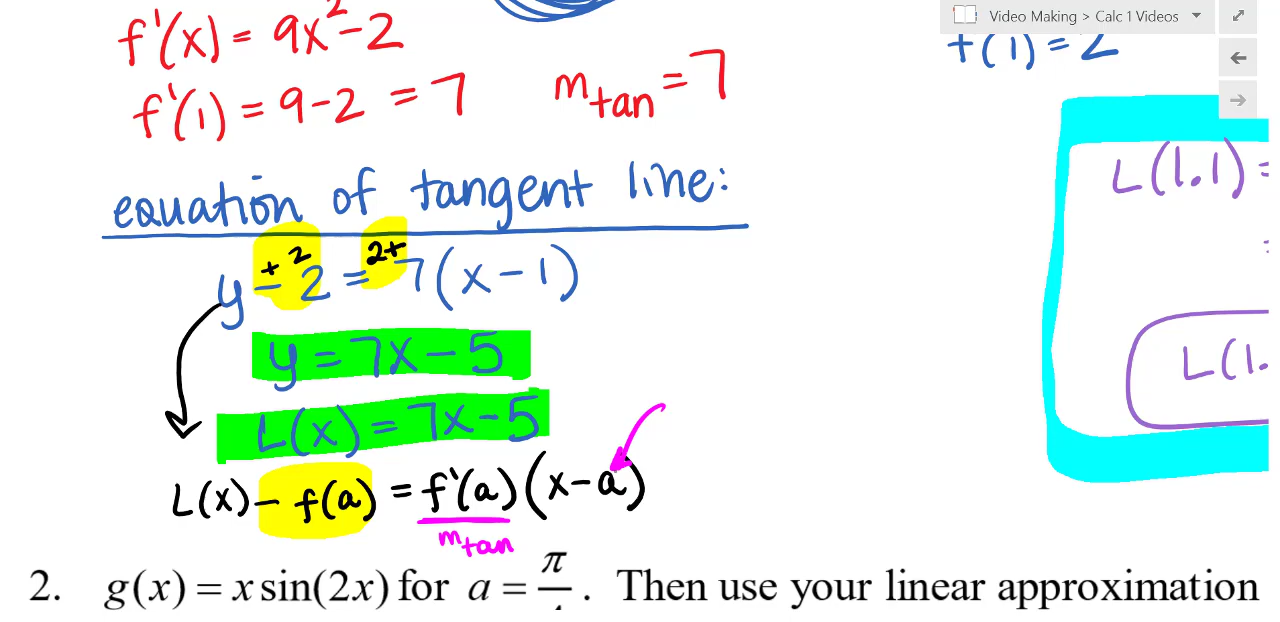 f'(x) = 9x² - 2
f'(1) = 9 - 2 = 7
m tan = 7
equation of tangent line:
+2 2+
y - 2 = 7(x - 1)
y = 7x - 5
L(x) = 7x - 5
L(x) - f(a) = f'(a)(x - a)
m tan
Video Making > Calc 1 Videos
f(1) = 2
L(1.1) =
L(1.
2. g(x) = x sin(2x) for a = π/4. Then use your linear approximation